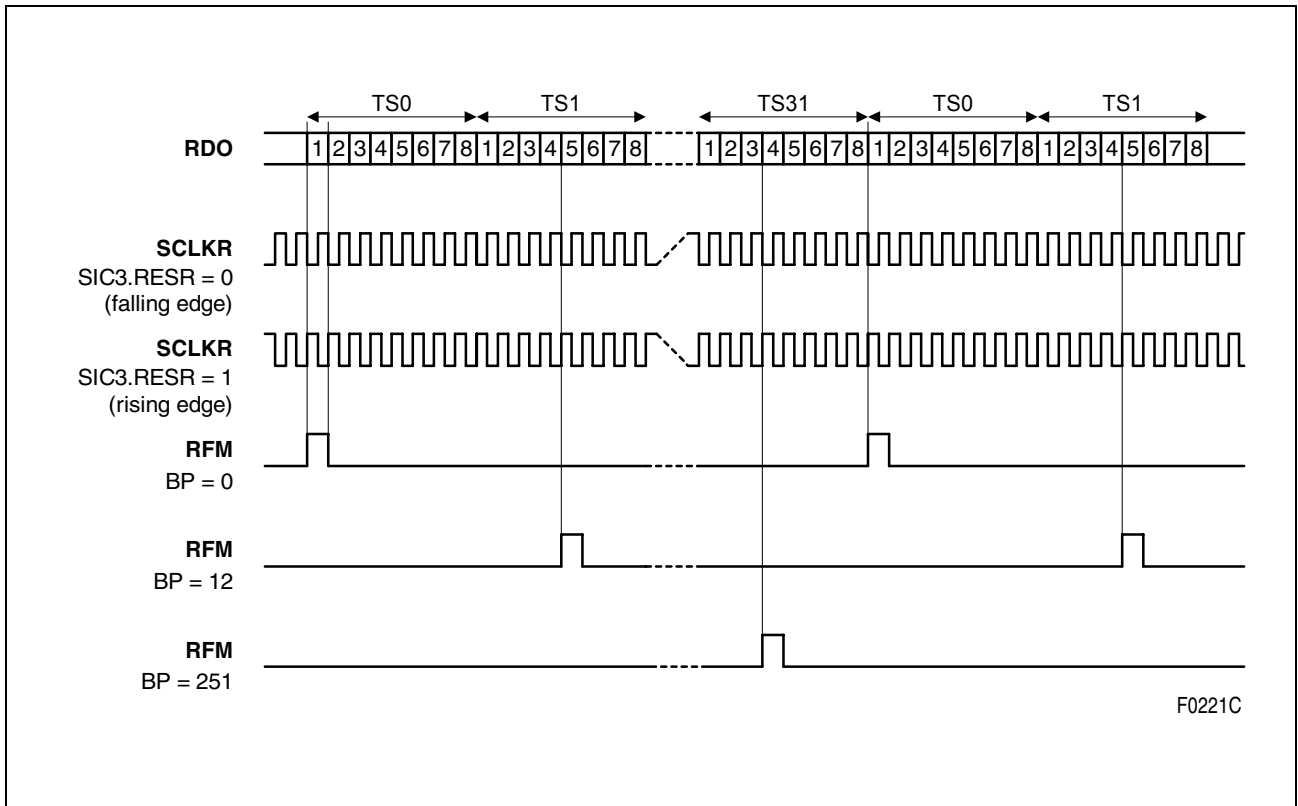 TS0 TS1 TS31 TS0 TS1
RDO 1 2 3 4 5 6 7 8 1 2 3 4 5 6 7 8 1 2 3 4 5 6 7 8 1 2 3 4 5 6 7 8 1 2 3 4 5 6 7 8
SCLKR
SIC3.RESR = 0
(falling edge)
SCLKR
SIC3.RESR = 1
(rising edge)
RFM
BP = 0
RFM
BP = 12
RFM
BP = 251
F0221C